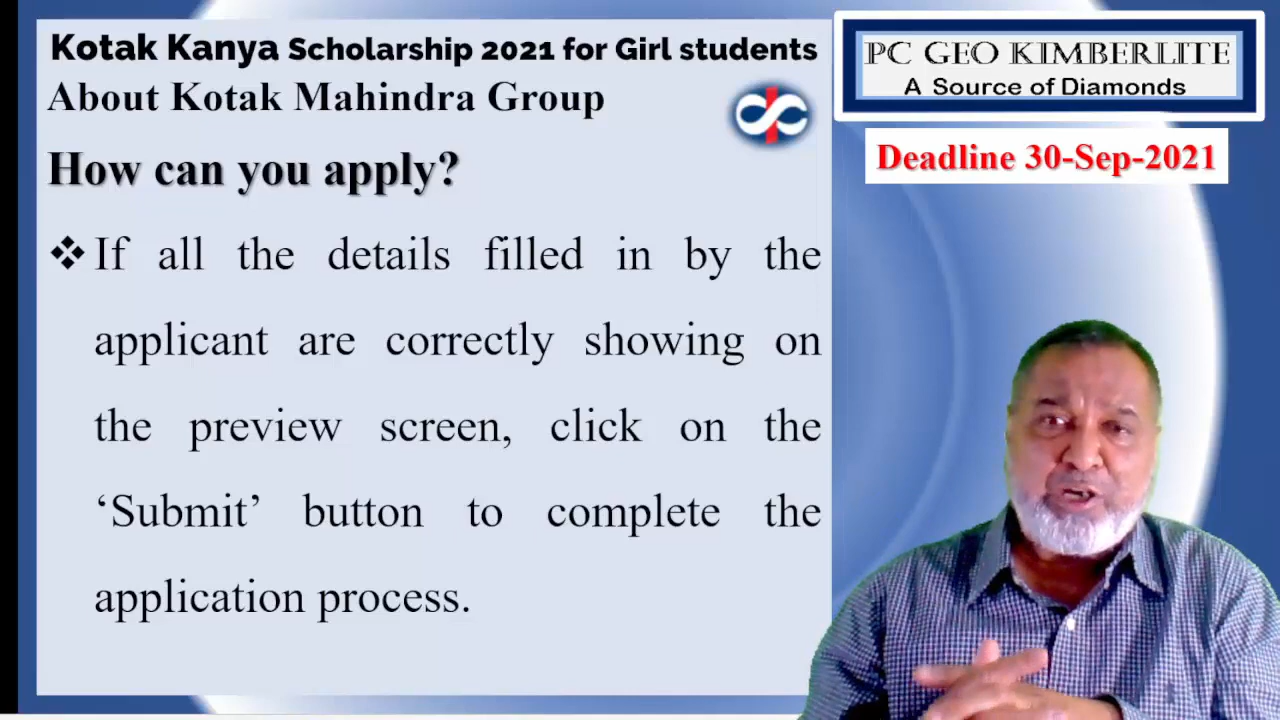 Kotak Kanya Scholarship 2021 for Girl students
About Kotak Mahindra Group
How can you apply?
❖ If all the details filled in by the
applicant are correctly showing on
the preview screen, click on the
‘Submit’ button to complete the
application process.
PC GEO KIMBERLITE
A Source of Diamonds
Deadline 30-Sep-2021